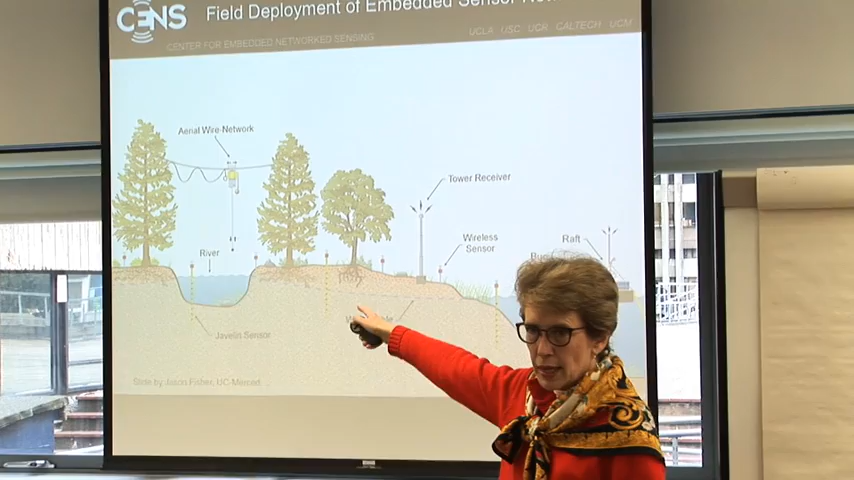 CENS
Field Deployment of Embedded Sensor
CENTER FOR EMBEDDED NETWORKED SENSING
UCLA USC UCR CALTECH UCM
Aerial Wire-Network
Tower Receiver
River
Wireless
Sensor
Raft
Javelin Sensor
Slide by Jason Fisher, UC-Merced